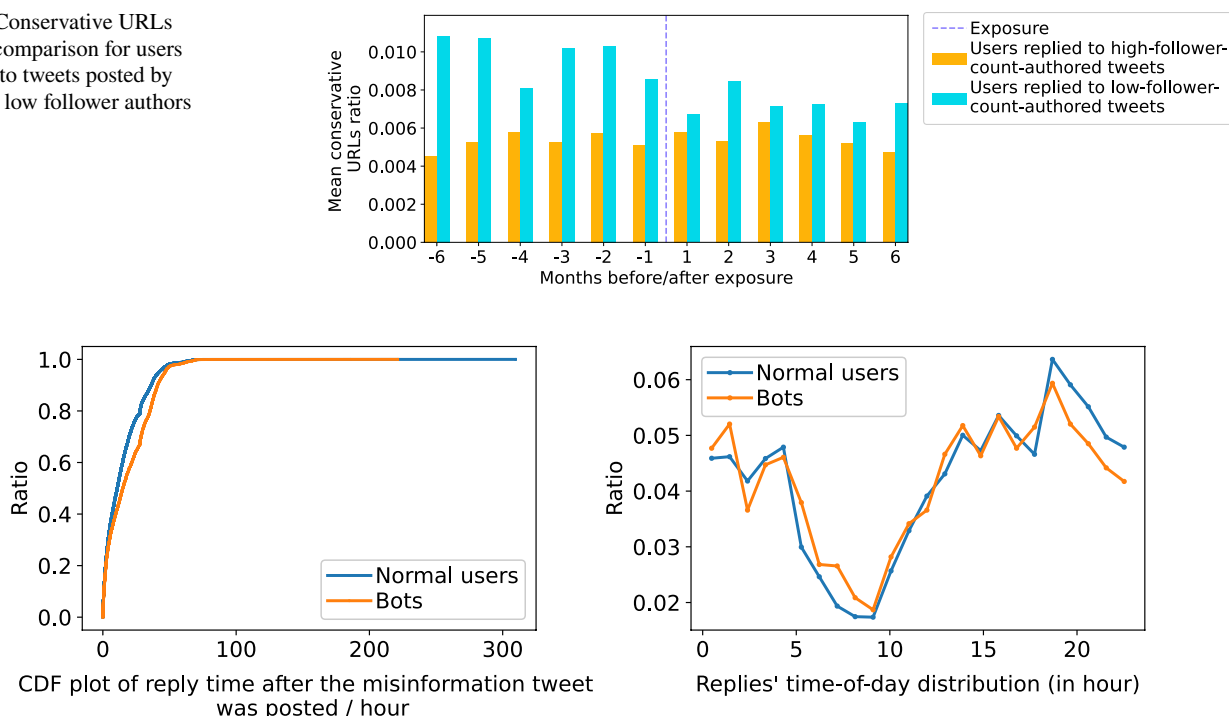 Conservative URLs
comparison for users
to tweets posted by
low follower authors
Mean conservative
URLs ratio
0.010
0.008
0.006
0.004
0.002
0.000
-6 -5 -4 -3 -2 -1 1 2 3 4 5 6
Months before/after exposure
Exposure
Users replied to high-follower-
count-authored tweets
Users replied to low-follower-
count-authored tweets
Ratio
1.0
0.8
0.6
0.4
0.2
0.0
Normal users
Bots
0 100 200 300
CDF plot of reply time after the misinformation tweet
was posted / hour
Ratio
0.06
0.05
0.04
0.03
0.02
Normal users
Bots
0 5 10 15 20
Replies' time-of-day distribution (in hour)